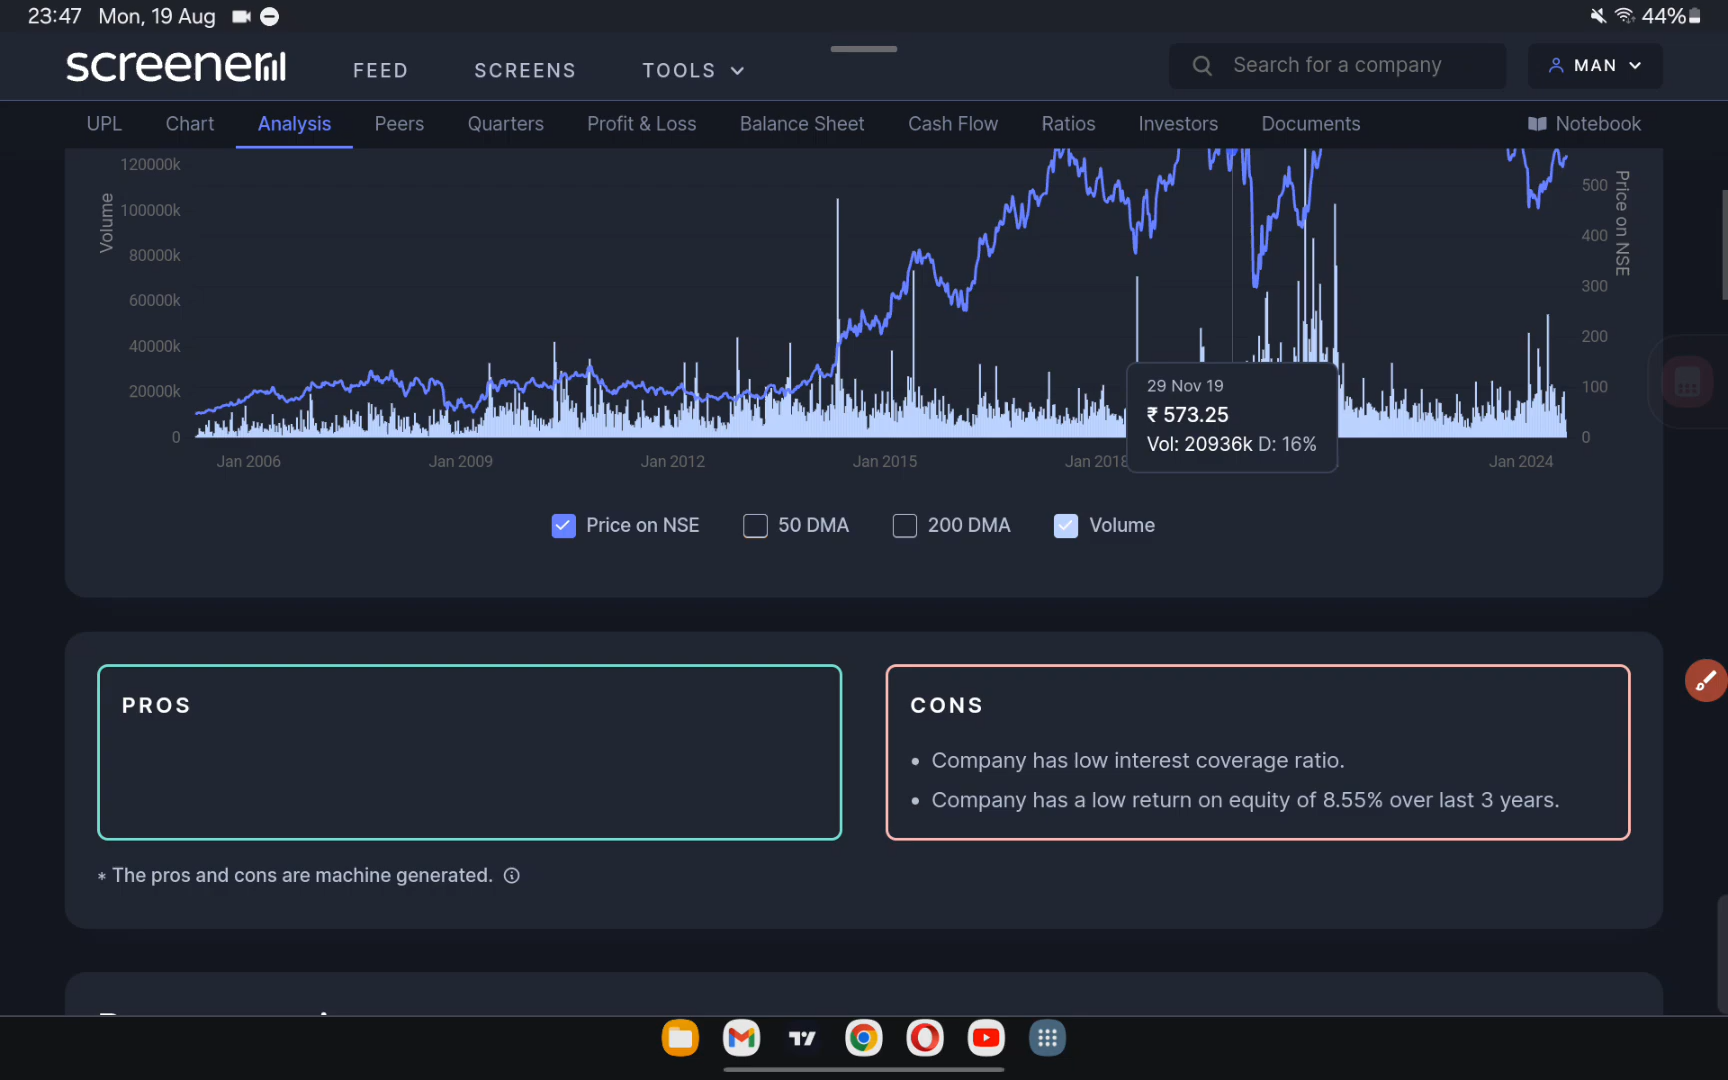 23:47 Mon, 19 Aug 44%
screener
FEED SCREENS TOOLS Search for a company MAN
UPL Chart Analysis Peers Quarters Profit & Loss Balance Sheet Cash Flow Ratios Investors Documents Notebook
120000k
100000k
80000k
60000k
40000k
20000k
0
Volume
500
400
300
200
100
0
Price on NSE
29 Nov 19
₹ 573.25
Vol: 20936k D: 16%
Jan 2006 Jan 2009 Jan 2012 Jan 2015 Jan 2018 Jan 2024
Price on NSE 50 DMA 200 DMA Volume
PROS
CONS
• Company has low interest coverage ratio.
• Company has a low return on equity of 8.55% over last 3 years.
* The pros and cons are machine generated.